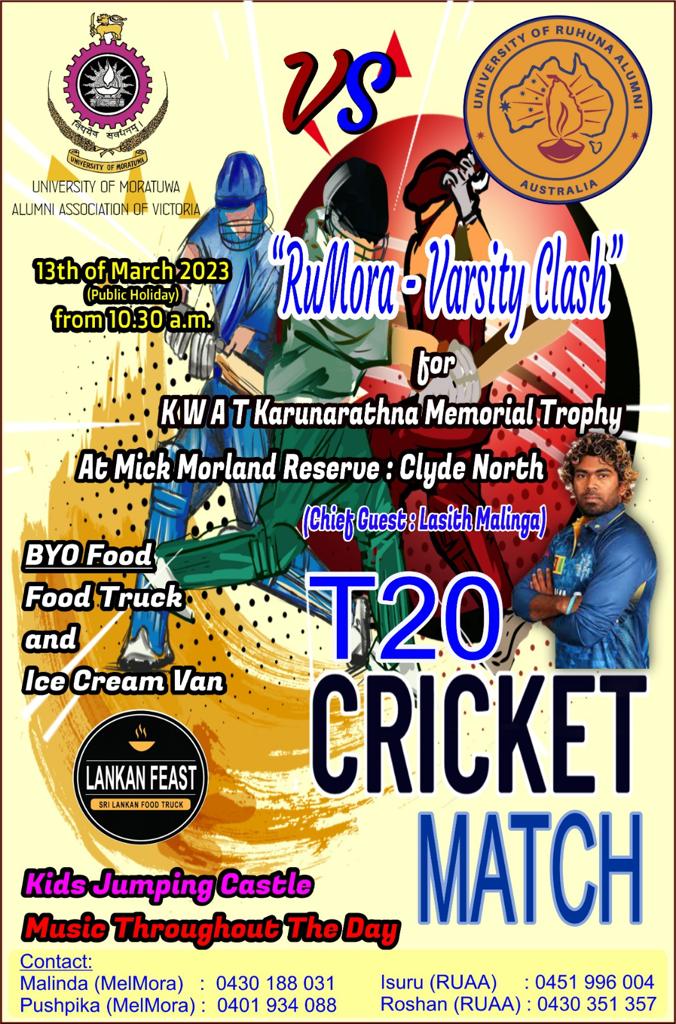 VS
UNIVERSITY OF RUHUNA ALUMNI
AUSTRALIA
विद्यैव सर्वधनम्
UNIVERSITY OF MORATUWA
UNIVERSITY OF MORATUWA
ALUMNI ASSOCIATION OF VICTORIA
13th of March 2023
(Public Holiday)
from 10.30 a.m.
"RuMora - Varsity Clash"
for
K W A T Karunarathna Memorial Trophy
At Mick Morland Reserve : Clyde North
(Chief Guest : Lasith Malinga)
BYO Food
Food Truck
and
Ice Cream Van
T20
CRICKET
MATCH
LANKAN FEAST
SRI LANKAN FOOD TRUCK
Kids Jumping Castle
Music Throughout The Day
Contact:
Malinda (MelMora) : 0430 188 031
Pushpika (MelMora) : 0401 934 088
Isuru (RUAA) : 0451 996 004
Roshan (RUAA) : 0430 351 357